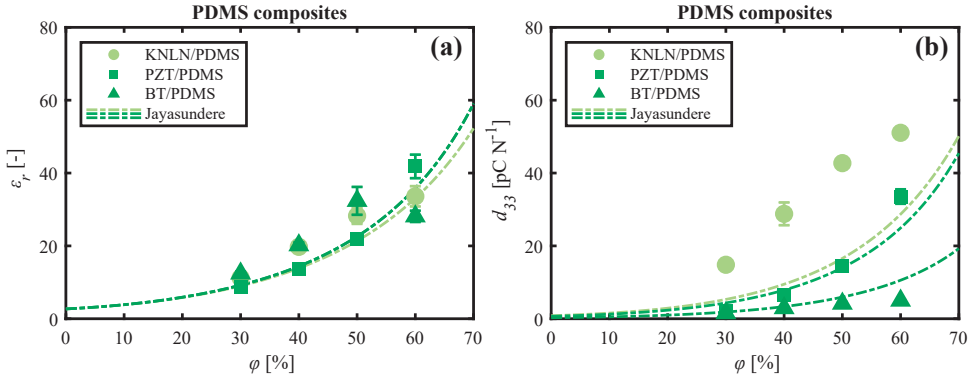 PDMS composites
(a)
KNLN/PDMS
PZT/PDMS
BT/PDMS
Jayasundere
εr [-]
80
60
40
20
0
0 10 20 30 40 50 60 70
φ [%]
PDMS composites
(b)
KNLN/PDMS
PZT/PDMS
BT/PDMS
Jayasundere
d33 [pC N⁻¹]
80
60
40
20
0
0 10 20 30 40 50 60 70
φ [%]